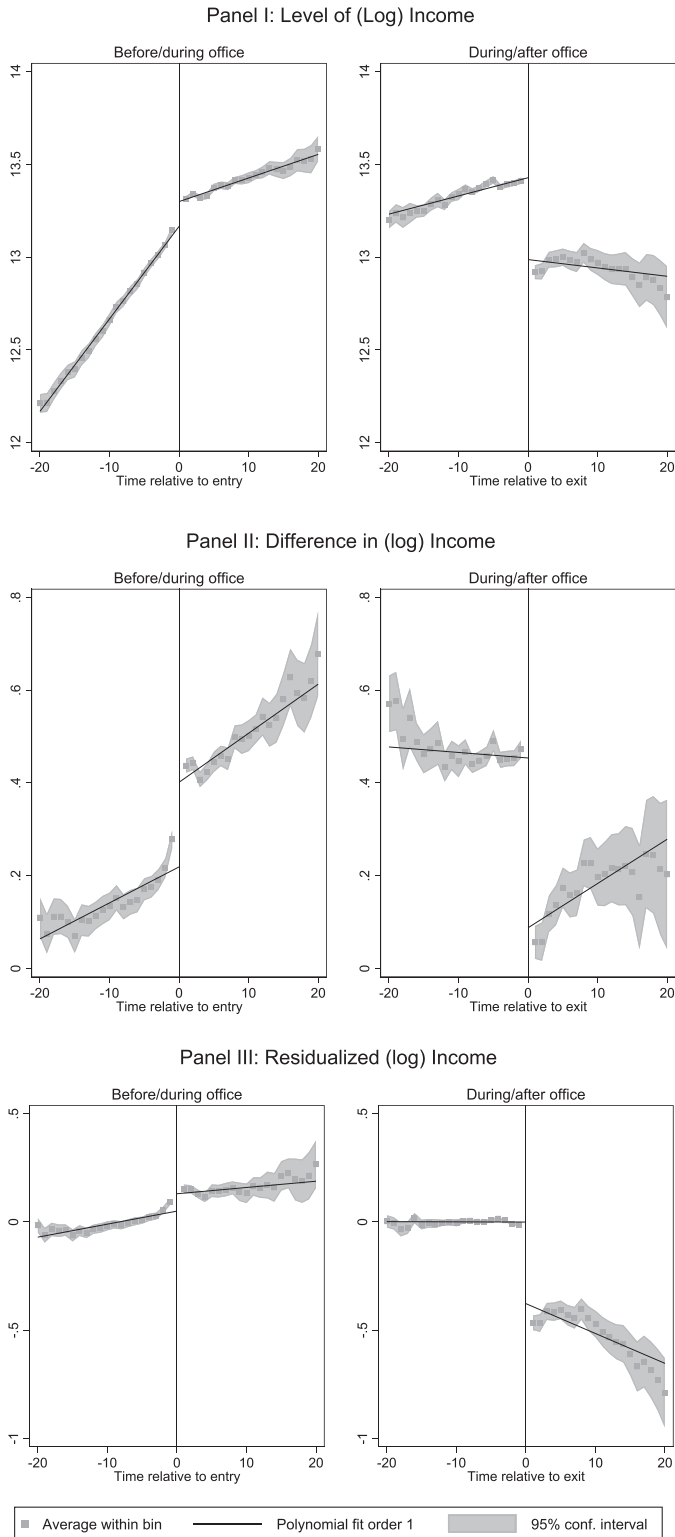 Panel I: Level of (Log) Income
Before/during office
During/after office
14
13.5
13
12.5
12
-20 -10 0 10 20
Time relative to entry
14
13.5
13
12.5
12
-20 -10 0 10 20
Time relative to exit
Panel II: Difference in (log) Income
Before/during office
During/after office
.8
.6
.4
.2
0
-20 -10 0 10 20
Time relative to entry
.8
.6
.4
.2
0
-20 -10 0 10 20
Time relative to exit
Panel III: Residualized (log) Income
Before/during office
During/after office
.5
0
-.5
-1
-20 -10 0 10 20
Time relative to entry
.5
0
-.5
-1
-20 -10 0 10 20
Time relative to exit
Average within bin Polynomial fit order 1 95% conf. interval